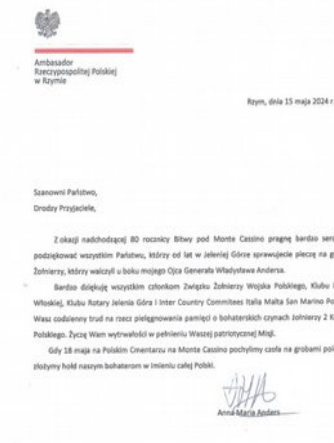 Ambasador
Rzeczypospolitej Polskiej
w Rzymie
Rzym, dnia 15 maja 2024 r
Szanowni Państwo,
Drodzy Przyjaciele,
Z okazji nadchodzącej 80 rocznicy Bitwy pod Monte Cassino pragnę bardzo
podziękować wszystkim Państwu, którzy od lat w Jeleniej Górze sprawujecie pieczę na
Żołnierzy, którzy walczyli u boku mojego Ojca Generała Władysława Andersa.
Bardzo dziękuję wszystkim członkom Związku Żołnierzy Wojska Polskiego, Klubu
Włoskiej, Klubu Rotary Jelenia Góra i Inter Country Commitees Italia Malta San Marino
Wasz codzienny trud na rzecz pielęgnowania pamięci o bohaterskich czynach żołnierzy 2
Polskiego. Życzę Wam wytrwałości w pełnieniu Waszej patriotycznej Misji.
Gdy 18 maja na Polskim Cmentarzu na Monte Cassino pochylimy czoła na grobami
złożymy hołd naszym bohaterom w imieniu całej Polski.
Anna Maria Anders